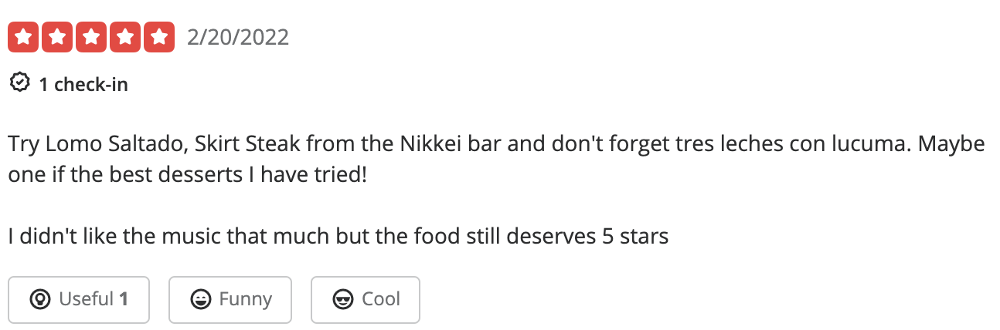 2/20/2022
1 check-in
Try Lomo Saltado, Skirt Steak from the Nikkei bar and don't forget tres leches con lucuma. Maybe
one if the best desserts I have tried!
I didn't like the music that much but the food still deserves 5 stars
Useful 1 Funny Cool